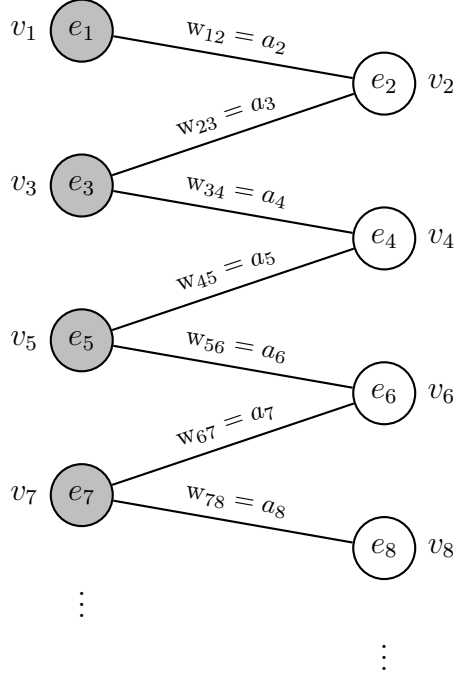 v₁ e₁
w₁₂ = a₂
e₂ v₂
w₂₃ = a₃
v₃ e₃
w₃₄ = a₄
e₄ v₄
w₄₅ = a₅
v₅ e₅
w₅₆ = a₆
e₆ v₆
w₆₇ = a₇
v₇ e₇
w₇₈ = a₈
e₈ v₈
⋮
⋮